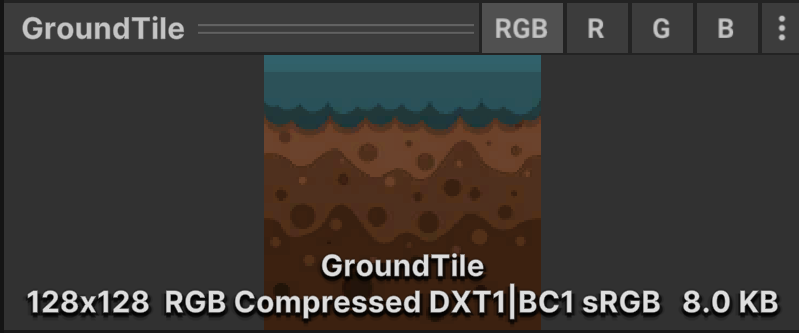 GroundTile RGB R G B
GroundTile
128x128 RGB Compressed DXT1|BC1 sRGB 8.0 KB